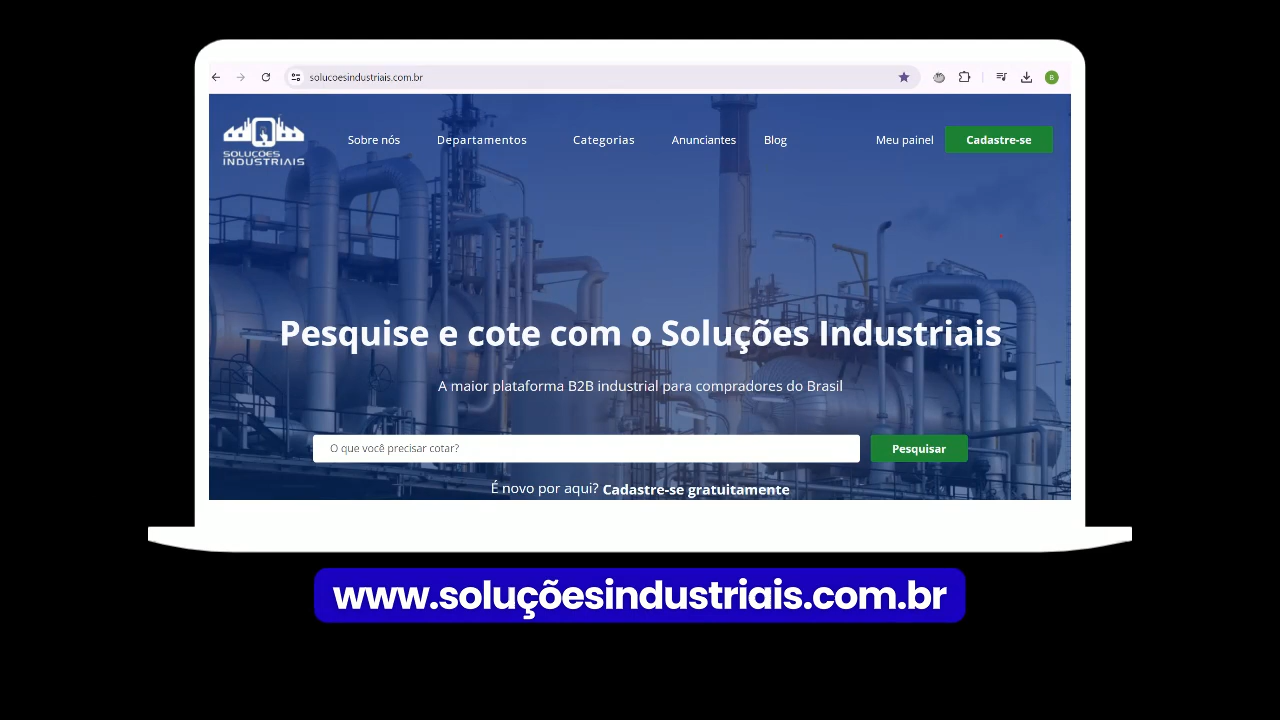 solucoesindustriais.com.br
B
SOLUÇÕES
INDUSTRIAIS
Sobre nós Departamentos Categorias Anunciantes Blog Meu painel Cadastre-se
Pesquise e cote com o Soluções Industriais
A maior plataforma B2B industrial para compradores do Brasil
O que você precisar cotar? Pesquisar
É novo por aqui? Cadastre-se gratuitamente
www.soluçõesindustriais.com.br